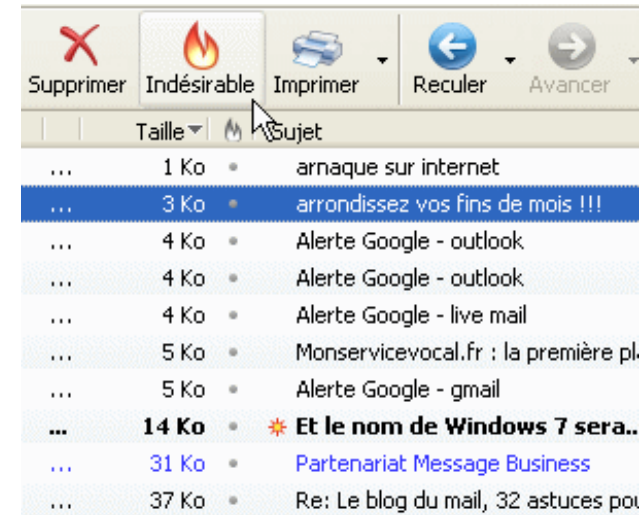 Supprimer Indésirable Imprimer Reculer Avancer
Taille Sujet
... 1 Ko arnaque sur internet
... 3 Ko arrondissez vos fins de mois !!!
... 4 Ko Alerte Google - outlook
... 4 Ko Alerte Google - outlook
... 4 Ko Alerte Google - live mail
... 5 Ko Monservicevocal.fr : la première pl
... 5 Ko Alerte Google - gmail
... 14 Ko Et le nom de Windows 7 sera..
... 31 Ko Partenariat Message Business
... 37 Ko Re: Le blog du mail, 32 astuces pou